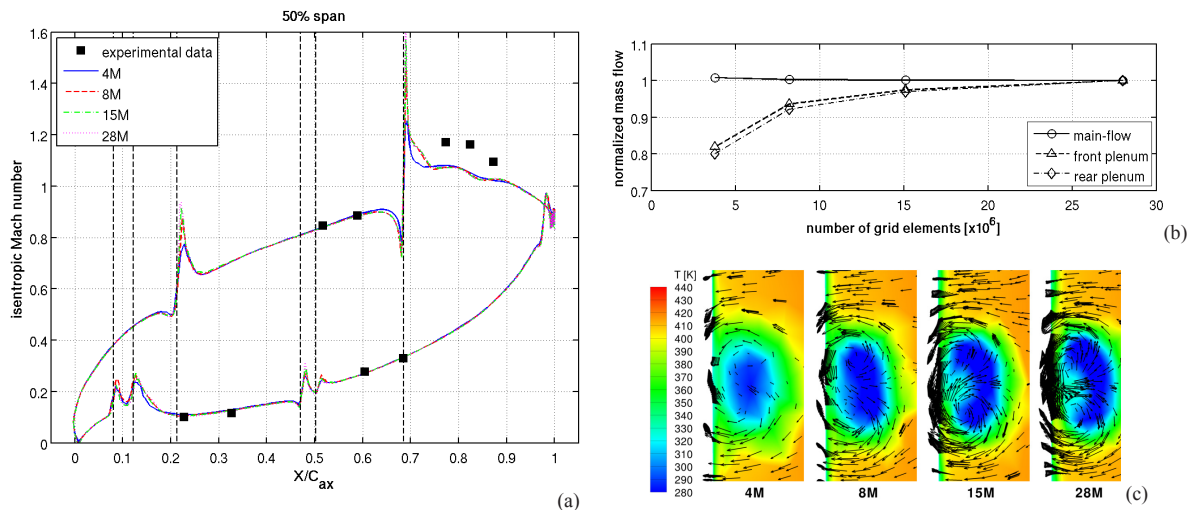 50% span
isentropic Mach number
1.6
1.4
1.2
1
0.8
0.6
0.4
0.2
0
experimental data
4M
8M
15M
28M
0 0.1 0.2 0.3 0.4 0.5 0.6 0.7 0.8 0.9 1
X/Cax
(a)
normalized mass flow
1.1
1
0.9
0.8
0.7
main-flow
front plenum
rear plenum
0 5 10 15 20 25 30
number of grid elements [x10^6]
(b)
T [K]
440
430
420
410
400
390
380
370
360
350
340
330
320
310
300
290
280
4M 8M 15M 28M
(c)